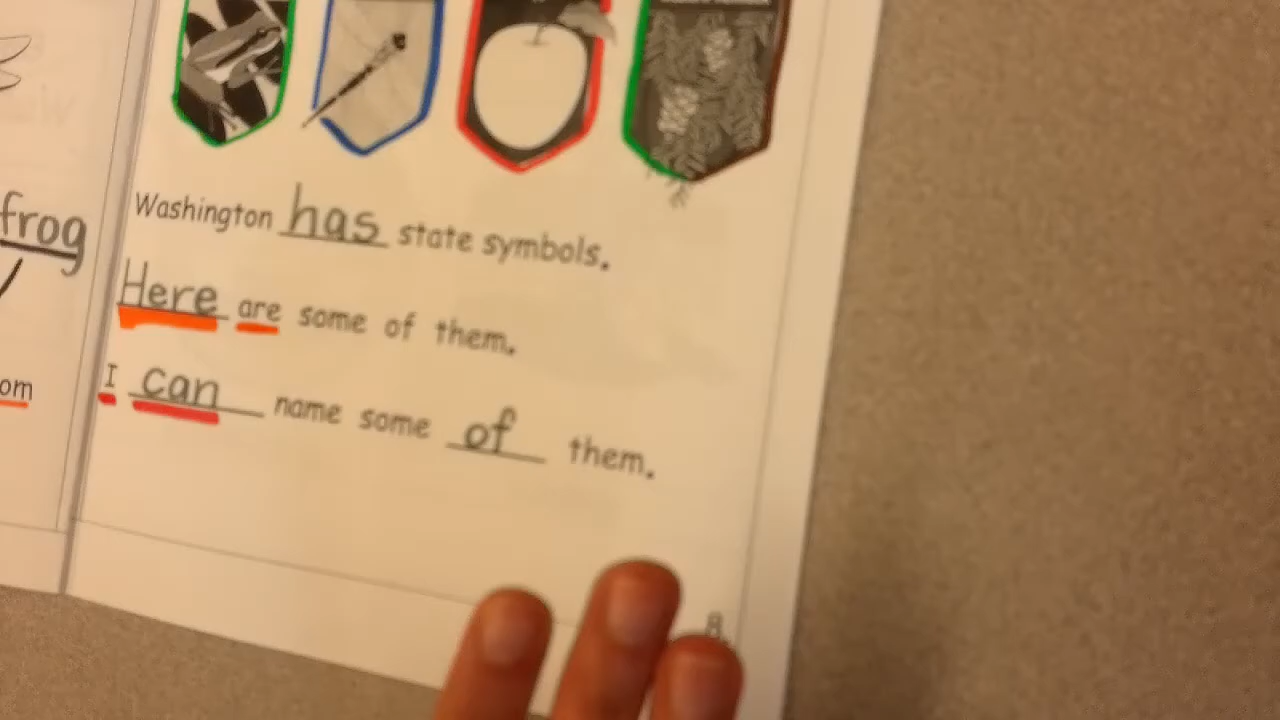 frog
om
Washington has state symbols.
Here are some of them.
I can name some of them.
8